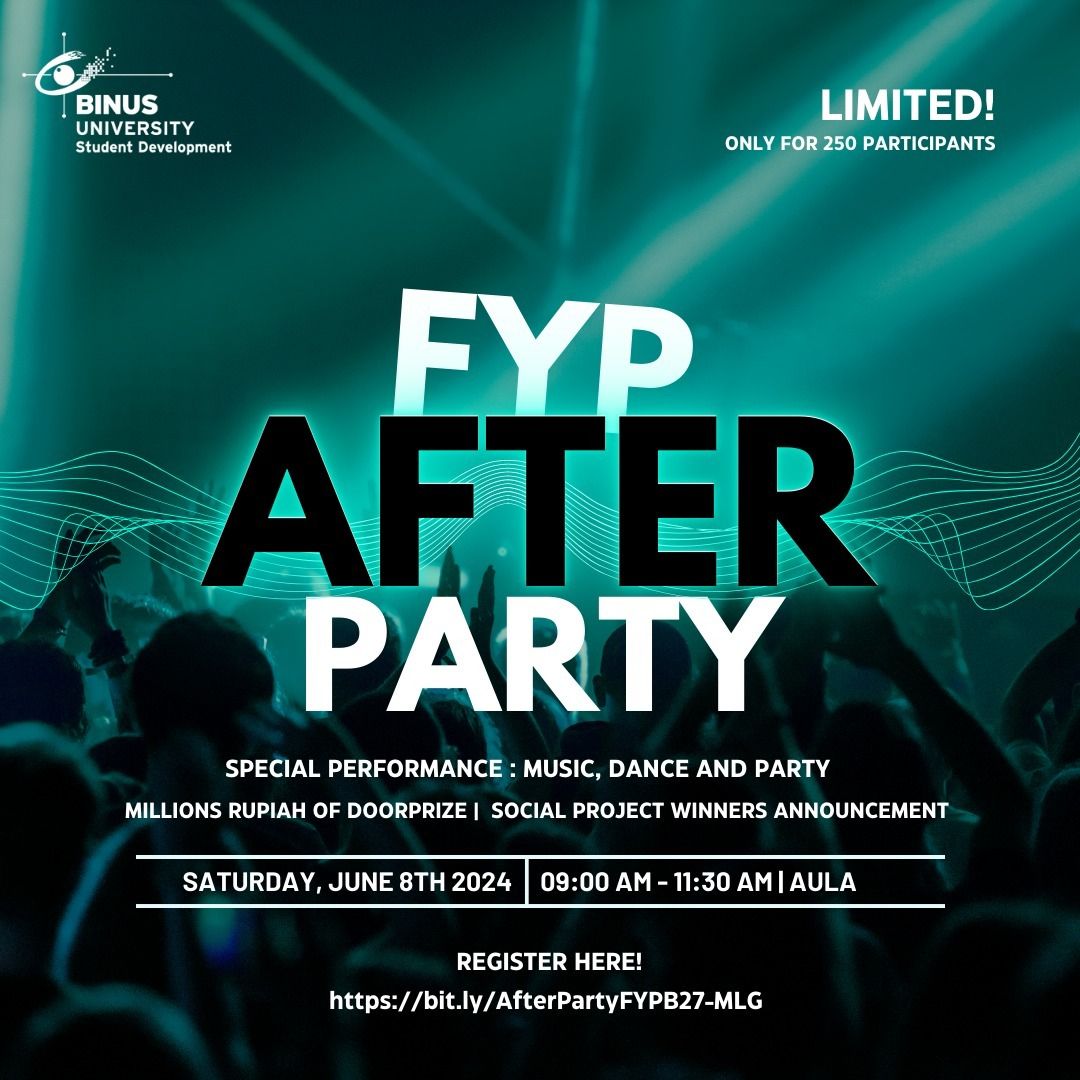 BINUS
UNIVERSITY
Student Development
LIMITED!
ONLY FOR 250 PARTICIPANTS
FYP
AFTER
PARTY
SPECIAL PERFORMANCE : MUSIC, DANCE AND PARTY
MILLIONS RUPIAH OF DOORPRIZE | SOCIAL PROJECT WINNERS ANNOUNCEMENT
SATURDAY, JUNE 8TH 2024 | 09:00 AM - 11:30 AM | AULA
REGISTER HERE!
https://bit.ly/AfterPartyFYPB27-MLG